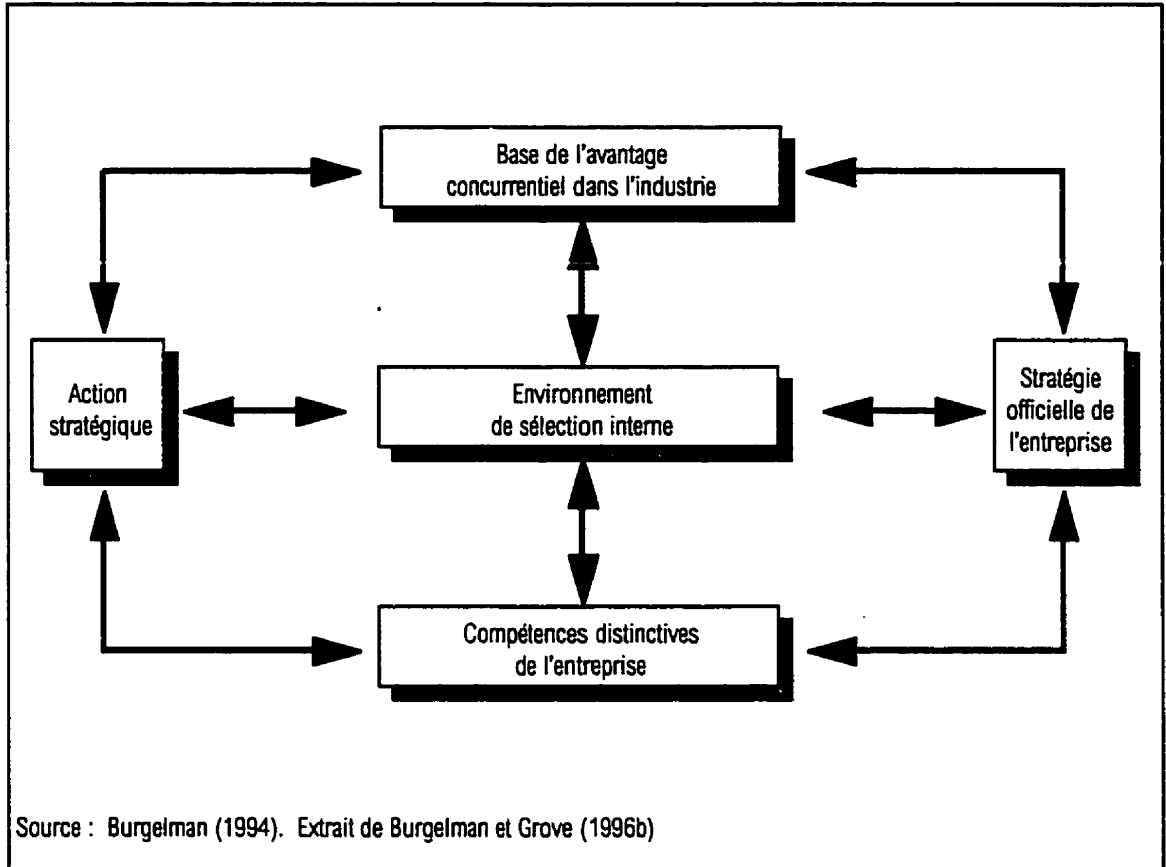 Base de l'avantage
concurrentiel dans l'industrie
Action
stratégique
Environnement
de sélection interne
Stratégie
officielle de
l'entreprise
Compétences distinctives
de l'entreprise
Source : Burgelman (1994). Extrait de Burgelman et Grove (1996b)